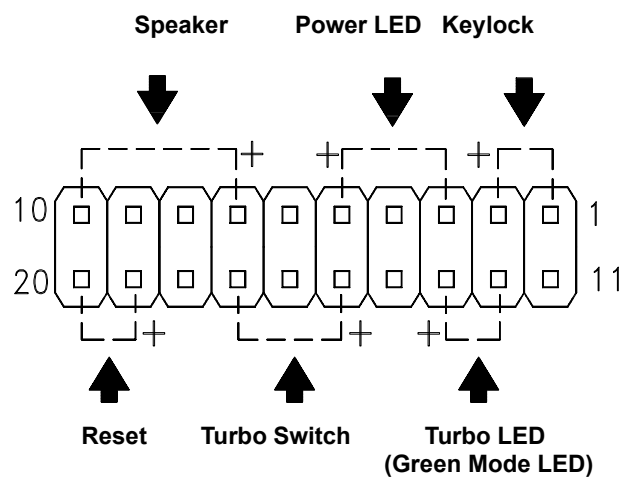 Speaker Power LED Keylock
+ + +
10 1
20 11
+ + +
Reset Turbo Switch Turbo LED
(Green Mode LED)